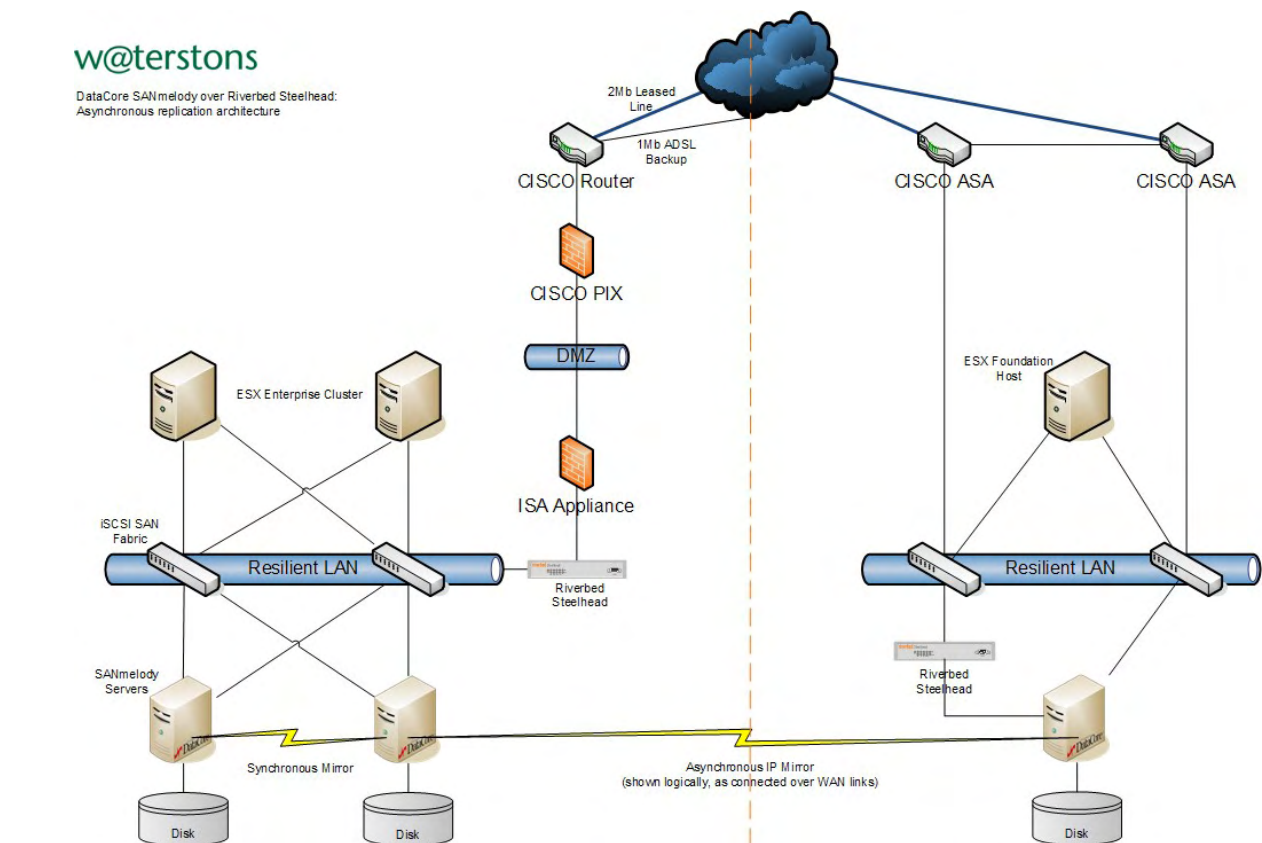 w@terstons
DataCore SANmelody over Riverbed Steelhead:
Asynchronous replication architecture
2Mb Leased
Line
1Mb ADSL
Backup
CISCO Router
CISCO ASA
CISCO ASA
CISCO PIX
DMZ
ESX Enterprise Cluster
ESX Foundation
Host
ISA Appliance
iSCSI SAN
Fabric
Resilient LAN
Resilient LAN
Riverbed
Steelhead
SANmelody
Servers
Riverbed
Steelhead
DataCore
DataCore
DataCore
Synchronous Mirror
Asynchronous IP Mirror
(shown logically, as connected over WAN links)
Disk
Disk
Disk